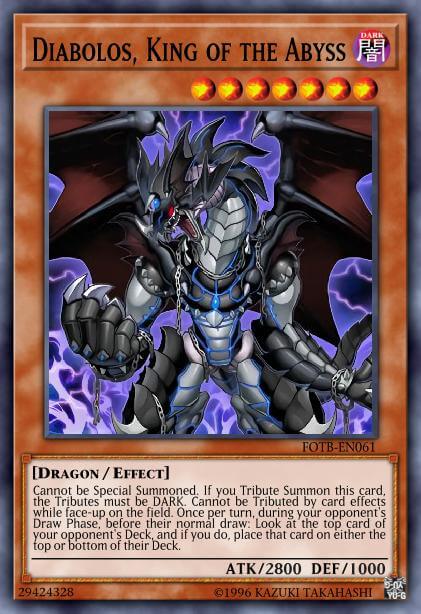 Diabolos, King of the Abyss
DARK
闇
FOTB-EN061
[Dragon / Effect]
Cannot be Special Summoned. If you Tribute Summon this card,
the Tributes must be DARK. Cannot be Tributed by card effects
while face-up on the field. Once per turn, during your opponent's
Draw Phase, before their normal draw: Look at the top card of
your opponent's Deck, and if you do, place that card on either the
top or bottom of their Deck.
ATK/2800 DEF/1000
29424328
©1996 KAZUKI TAKAHASHI